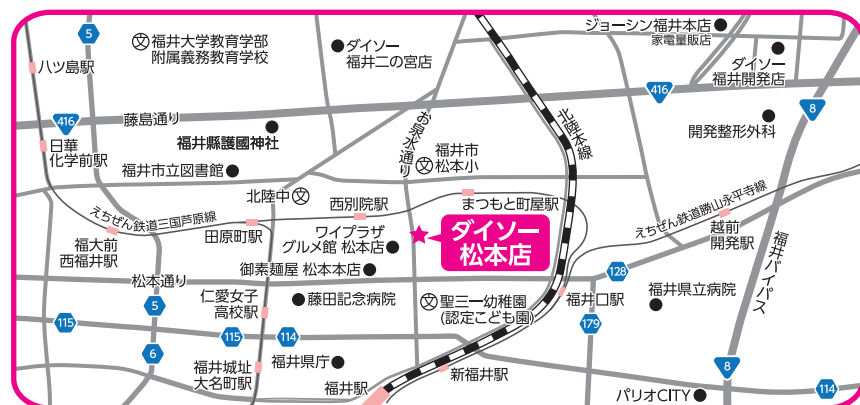 5
文 福井大学教育学部
附属義務教育学校
ダイソー
福井二の宮店
ジョーシン福井本店
家電量販店
ダイソー
福井開発店
八ツ島駅
416
藤島通り
416
8
日華
化学前駅
福井縣護國神社
お泉水通り
北陸本線
開発整形外科
福井市立図書館
文 福井市
松本小
北陸中 文
西別院駅
まつもと町屋駅
えちぜん鉄道三国芦原線
えちぜん鉄道勝山永平寺線
田原町駅
福大前
西福井駅
ワイプラザ
グルメ館 松本店
ダイソー
松本店
越前
開発駅
福井バイパス
松本通り
御素麺屋 松本本店
128
5
仁愛女子
高校駅
藤田記念病院
文 聖三一幼稚園
(認定こども園)
福井口駅
福井県立病院
115
115
114
179
6
福井城址
大名町駅
福井県庁
福井駅
新福井駅
8
パリオCITY
114